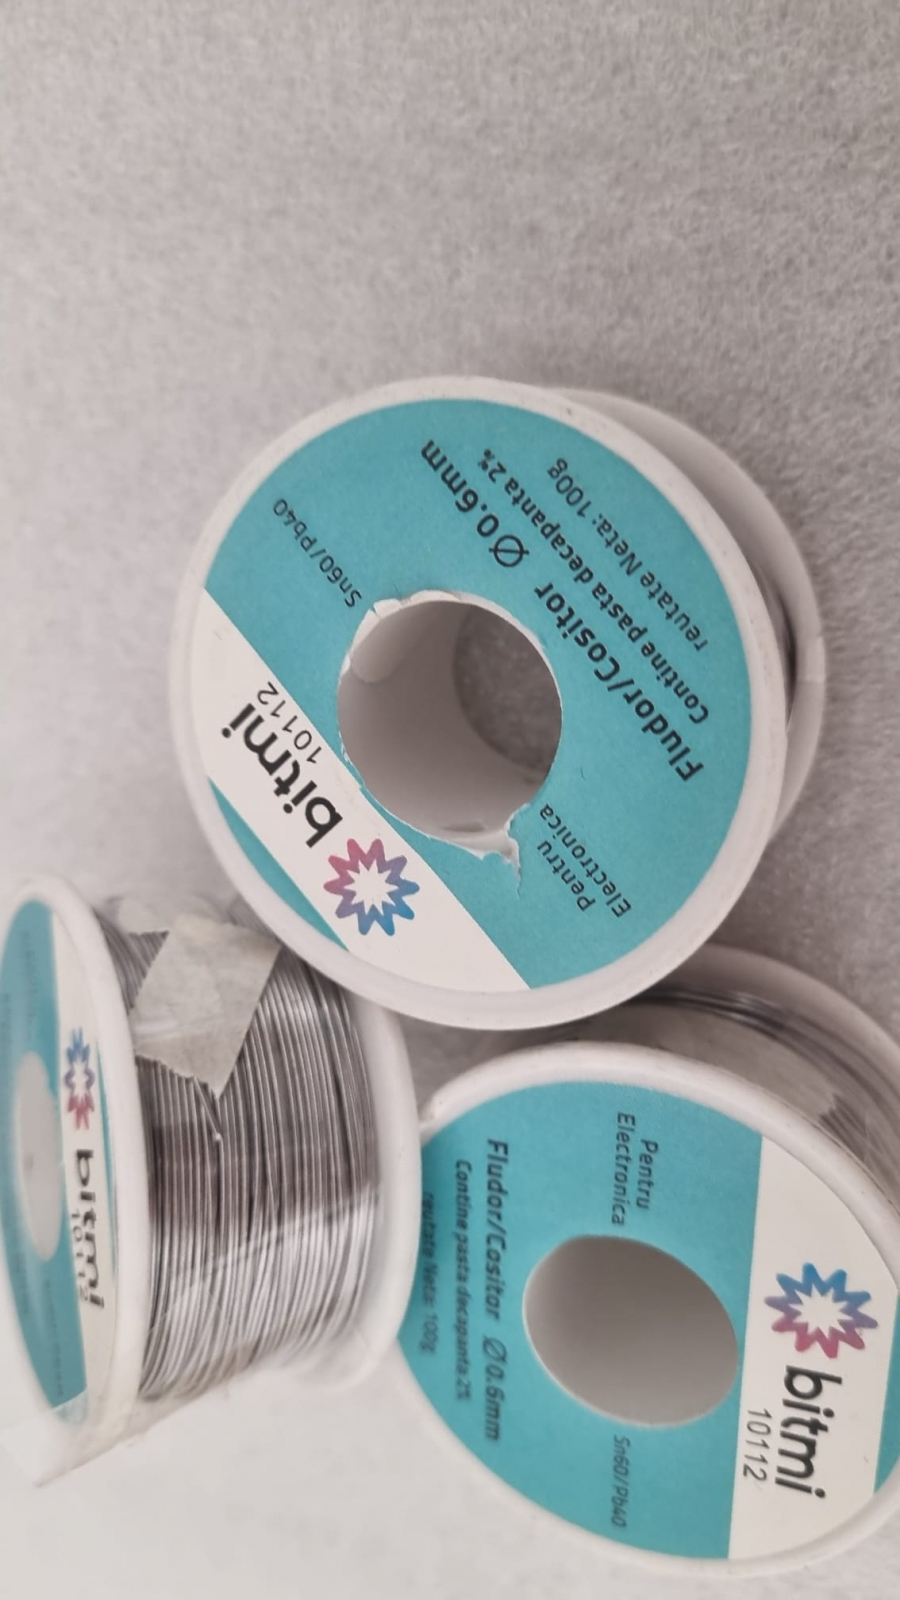 bitmi
10112
Sn60/Pb40
Pentru
Electronica
Fludor/Cositor Ø0.6mm
Contine pasta decapanta 2%
reutate Neta: 100g
bitmi
10112
Pentru
Electronica
Sn60/Pb40
Fludor/Cositor Ø0.6mm
Contine pasta decapanta 2%
reutate Neta: 100g
bitmi
10112